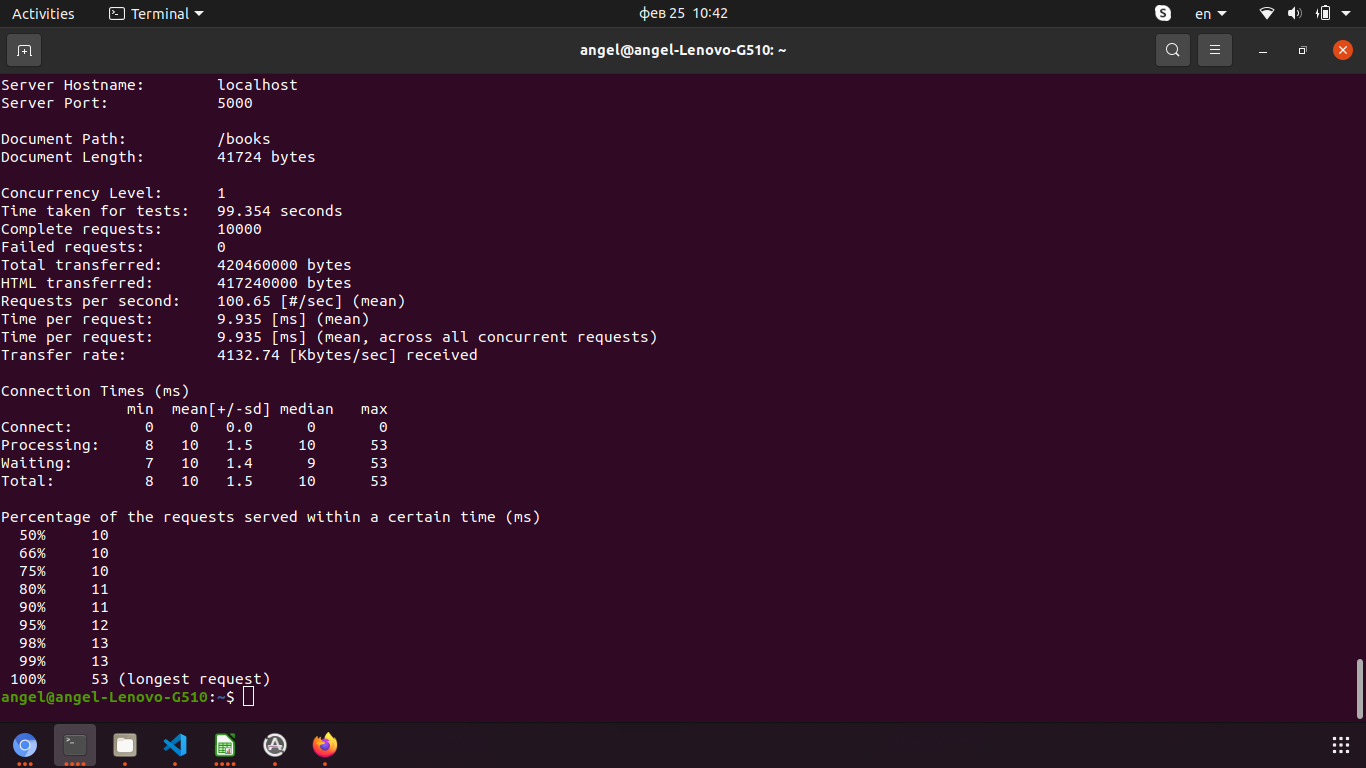 Activities Terminal фев 25 10:42 S en
angel@angel-Lenovo-G510: ~
Server Hostname: localhost
Server Port: 5000
Document Path: /books
Document Length: 41724 bytes
Concurrency Level: 1
Time taken for tests: 99.354 seconds
Complete requests: 10000
Failed requests: 0
Total transferred: 420460000 bytes
HTML transferred: 417240000 bytes
Requests per second: 100.65 [#/sec] (mean)
Time per request: 9.935 [ms] (mean)
Time per request: 9.935 [ms] (mean, across all concurrent requests)
Transfer rate: 4132.74 [Kbytes/sec] received
Connection Times (ms)
min mean[+/-sd] median max
Connect: 0 0 0.0 0 0
Processing: 8 10 1.5 10 53
Waiting: 7 10 1.4 9 53
Total: 8 10 1.5 10 53
Percentage of the requests served within a certain time (ms)
50% 10
66% 10
75% 10
80% 11
90% 11
95% 12
98% 13
99% 13
100% 53 (longest request)
angel@angel-Lenovo-G510:~$